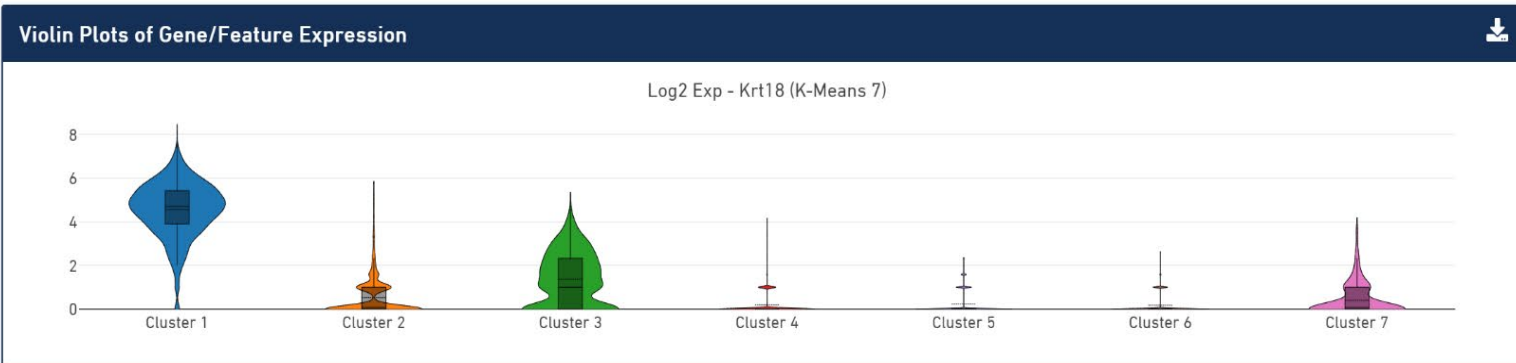 Violin Plots of Gene/Feature Expression
Log2 Exp - Krt18 (K-Means 7)
8
6
4
2
0
Cluster 1 Cluster 2 Cluster 3 Cluster 4 Cluster 5 Cluster 6 Cluster 7